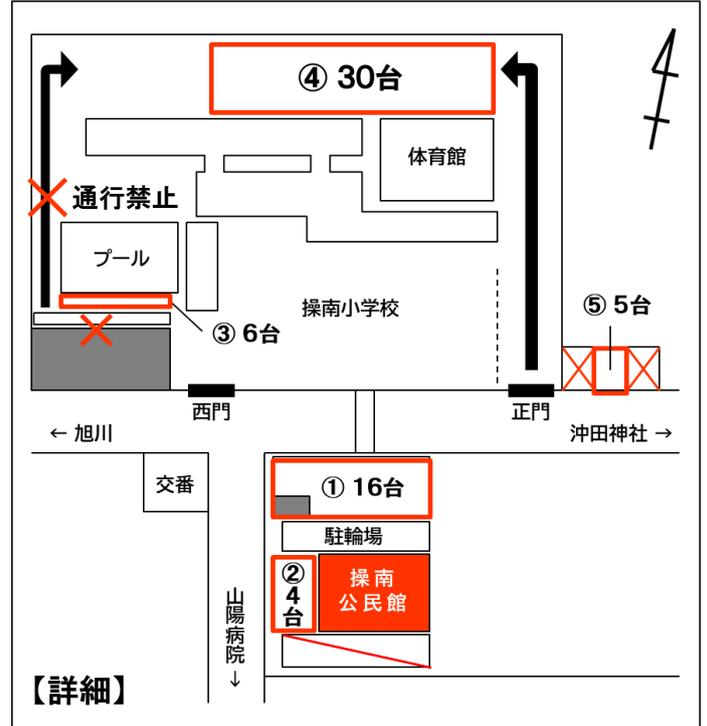 ④ 30台
体育館
通行禁止
プール
操南小学校
⑤ 5台
③ 6台
西門
正門
← 旭川
沖田神社 →
交番
① 16台
駐輪場
②
4
台
操南
公民館
山陽病院→
【詳細】